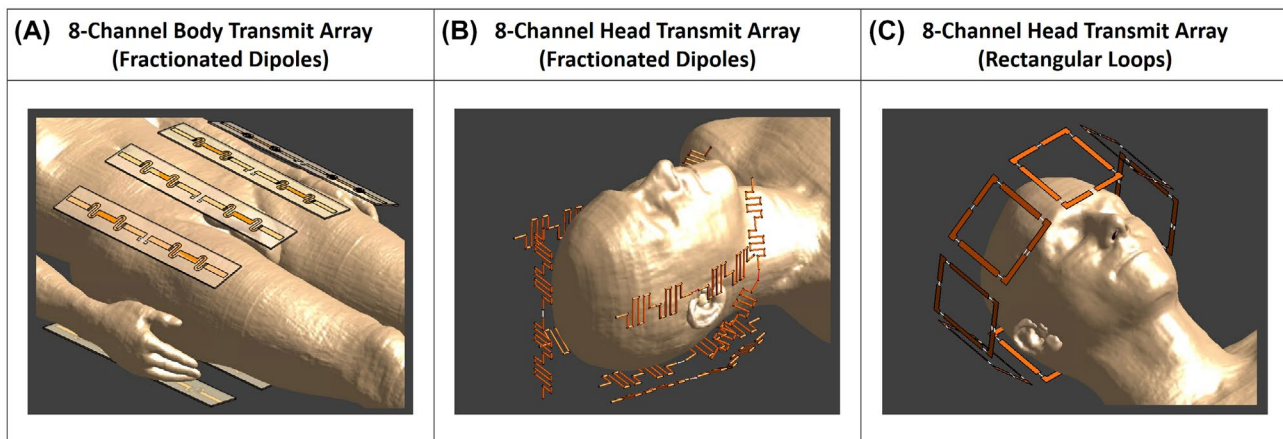 (A) 8-Channel Body Transmit Array
(Fractionated Dipoles)
(B) 8-Channel Head Transmit Array
(Fractionated Dipoles)
(C) 8-Channel Head Transmit Array
(Rectangular Loops)